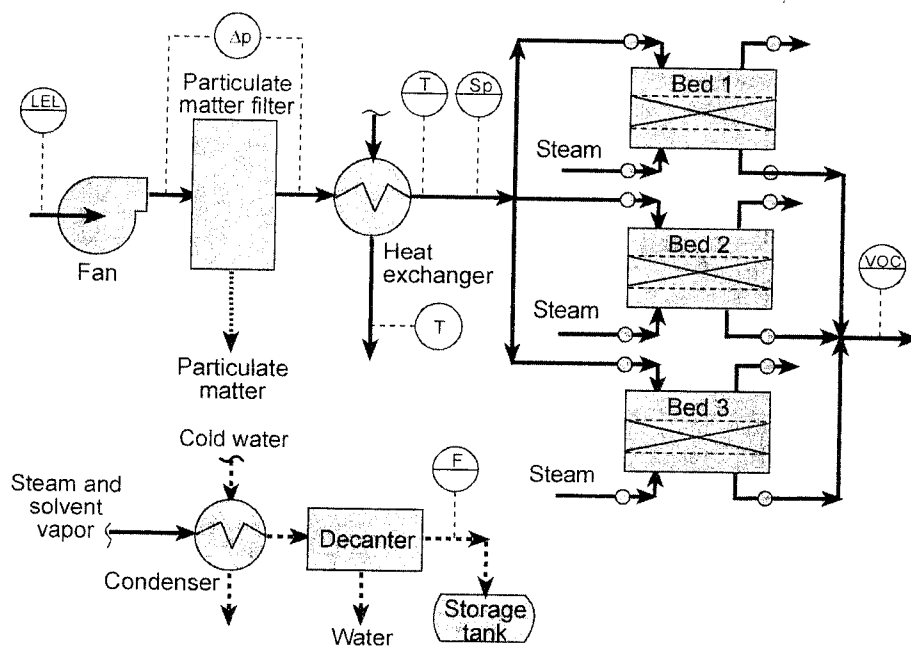 Δp
Particulate
matter filter
LEL
T
Sp
Bed 1
Steam
Fan
Heat
exchanger
Bed 2
VOC
T
Steam
Particulate
matter
Bed 3
Cold water
F
Steam
Steam and
solvent
vapor
Decanter
Condenser
Storage
tank
Water